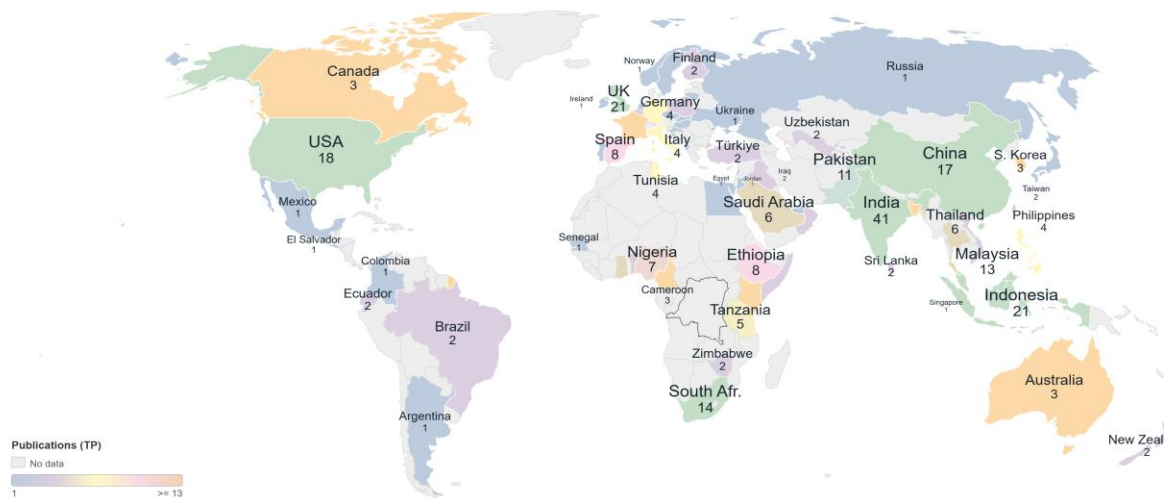 Canada
3
USA
18
Mexico
1
El Salvador
1
Colombia
1
Ecuador
2
Brazil
2
Argentina
1
Norway
1
Finland
2
Russia
1
Ireland
1
UK
21
Germany
4
Ukraine
1
Spain
8
Italy
4
Türkiye
2
Uzbekistan
2
Tunisia
4
Egypt
1
Jordan
1
Iraq
2
Pakistan
11
China
17
S. Korea
3
Taiwan
2
Saudi Arabia
6
India
41
Thailand
6
Philippines
4
Senegal
1
Nigeria
7
Ethiopia
8
Sri Lanka
2
Malaysia
13
Cameroon
3
Tanzania
5
Singapore
1
Indonesia
21
Zimbabwe
2
South Afr.
14
Australia
3
New Zeal
2
Publications (TP)
No data
1
>= 13